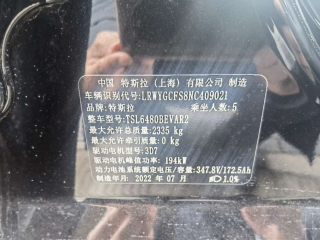 中国 特斯拉（上海）有限公司 制造
车辆识别代号:LRWYGCFS8NC409021
品牌:特斯拉 乘坐人数:5
整车型号:TSL6480BEVAR2
最大允许总质量:2335 kg
最大允许牵引质量:0 kg
驱动电机型号:3D7
驱动电机峰值功率:194kW
动力电池系统额定电压/容量:347.8V/172.5Ah
制造年月:2022 年 07 月 1.0%